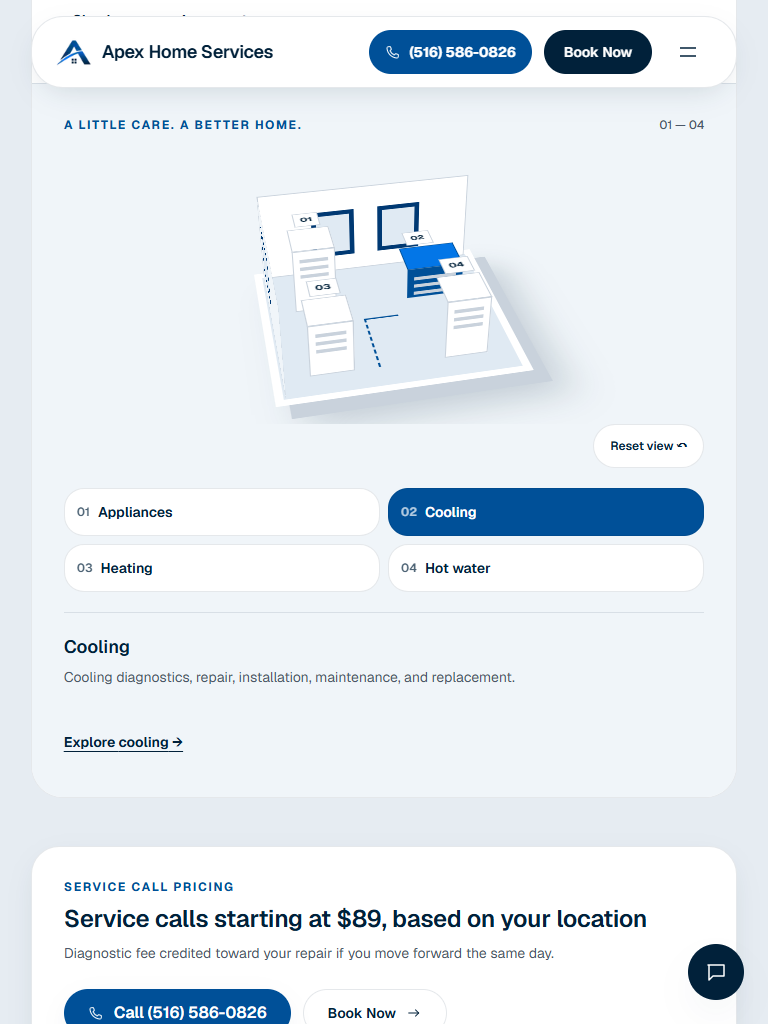 Apex Home Services
(516) 586-0826
Book Now
A LITTLE CARE. A BETTER HOME.
01 — 04
01
02
04
03
Reset view ↶
01 Appliances
02 Cooling
03 Heating
04 Hot water
Cooling
Cooling diagnostics, repair, installation, maintenance, and replacement.
Explore cooling →
SERVICE CALL PRICING
Service calls starting at $89, based on your location
Diagnostic fee credited toward your repair if you move forward the same day.
Call (516) 586-0826
Book Now →